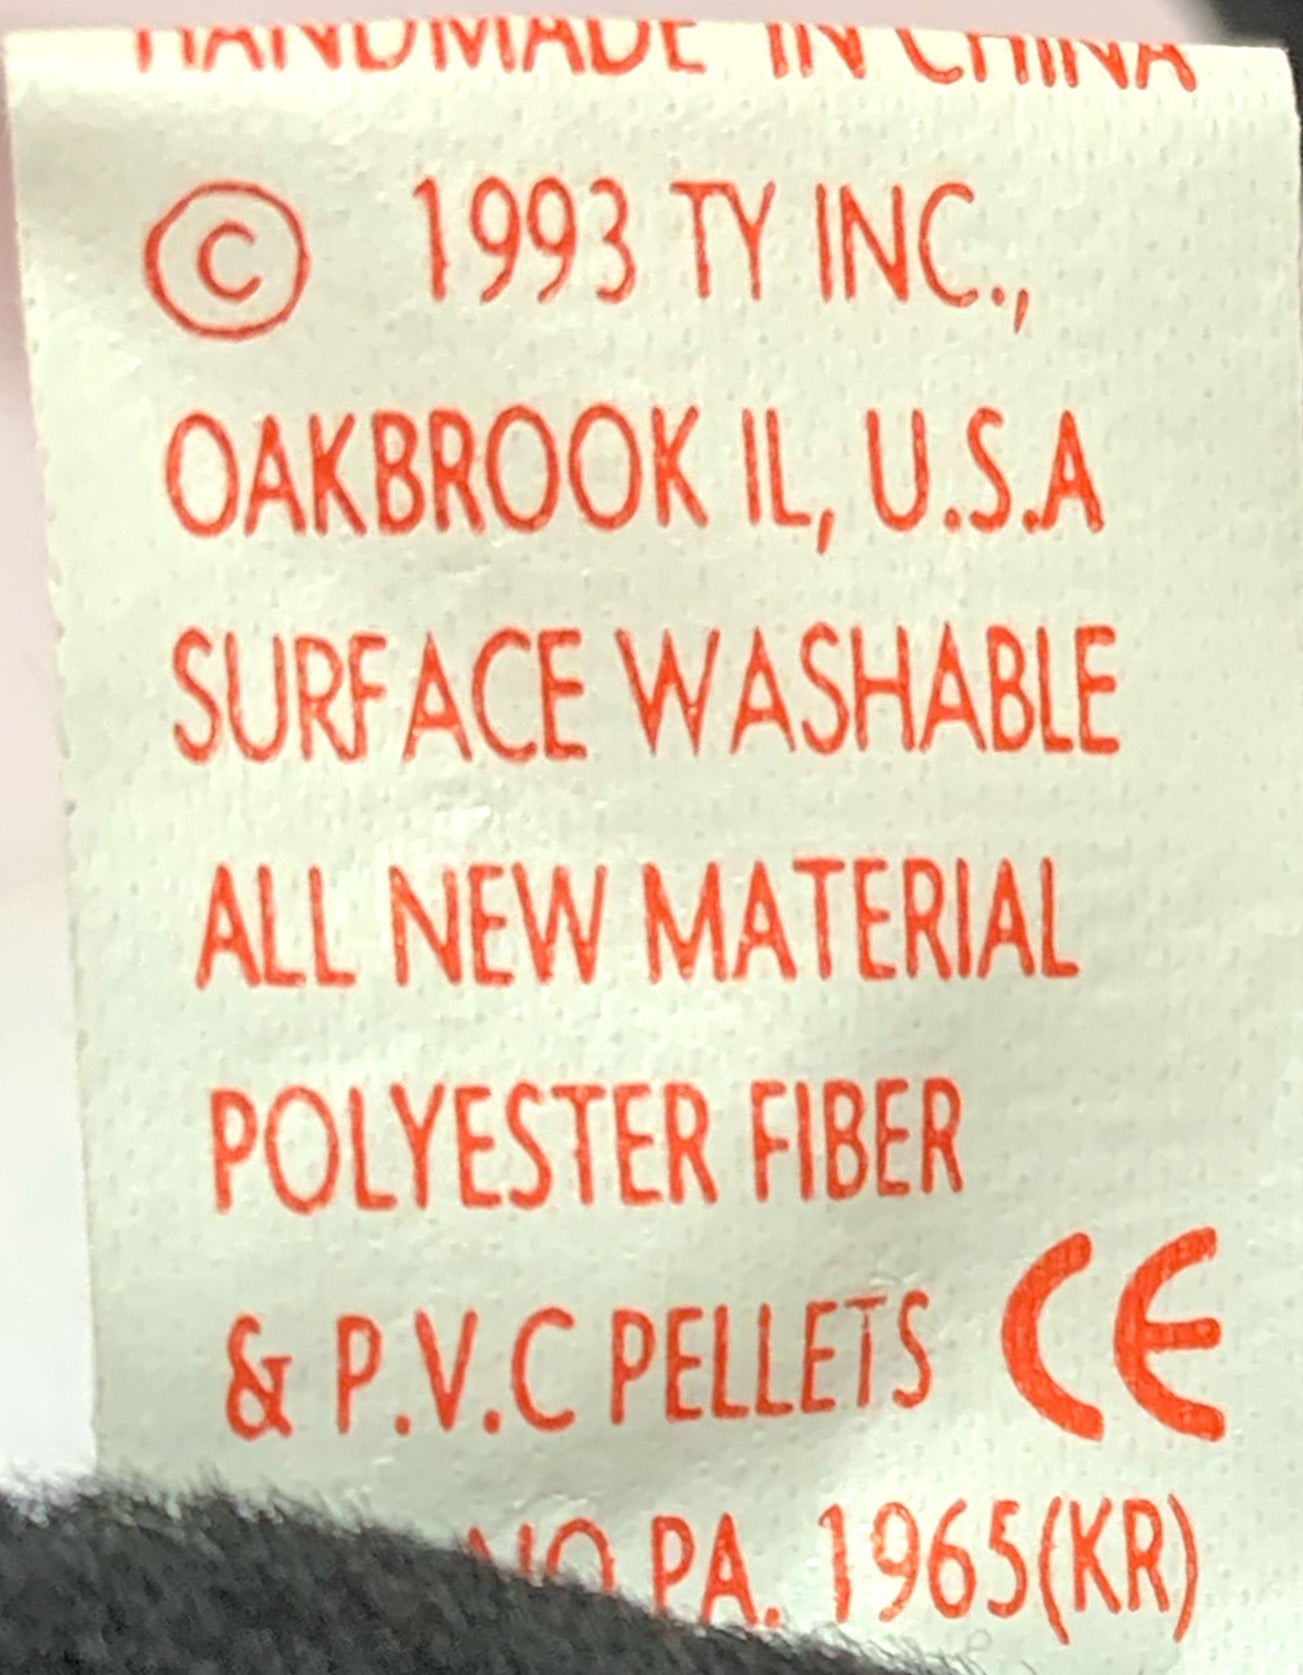 HANDMADE IN CHINA
© 1993 TY INC.,
OAKBROOK IL, U.S.A
SURFACE WASHABLE
ALL NEW MATERIAL
POLYESTER FIBER
& P.V.C PELLETS CE
NO PA. 1965(KR)